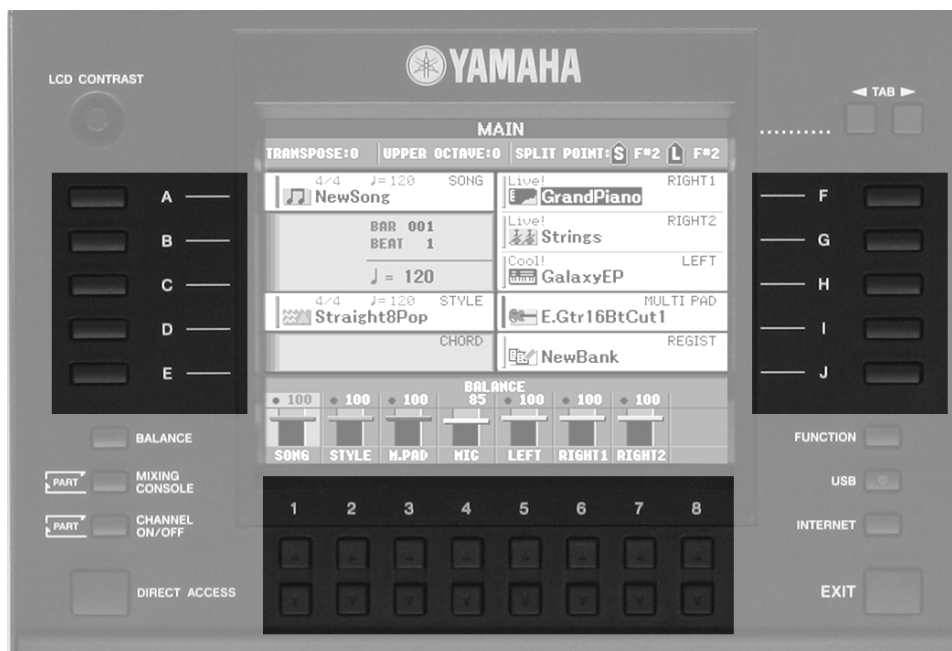 YAMAHA
LCD CONTRAST
TAB
MAIN
TRANSPOSE:0 UPPER OCTAVE:0 SPLIT POINT: S F#2 L F#2
4/4 ♩=120 SONG
NewSong
Live! RIGHT1
GrandPiano
BAR 001
BEAT 1
♩ = 120
Live! RIGHT2
Strings
Cool! LEFT
GalaxyEP
4/4 ♩=120 STYLE
Straight8Pop
MULTI PAD
E.Gtr16BtCut1
CHORD
REGIST
NewBank
A
B
C
D
E
F
G
H
I
J
BALANCE
100 100 100 85 100 100 100
SONG STYLE M.PAD MIC LEFT RIGHT1 RIGHT2
BALANCE
PART MIXING CONSOLE
PART CHANNEL ON/OFF
DIRECT ACCESS
1 2 3 4 5 6 7 8
FUNCTION
USB
INTERNET
EXIT